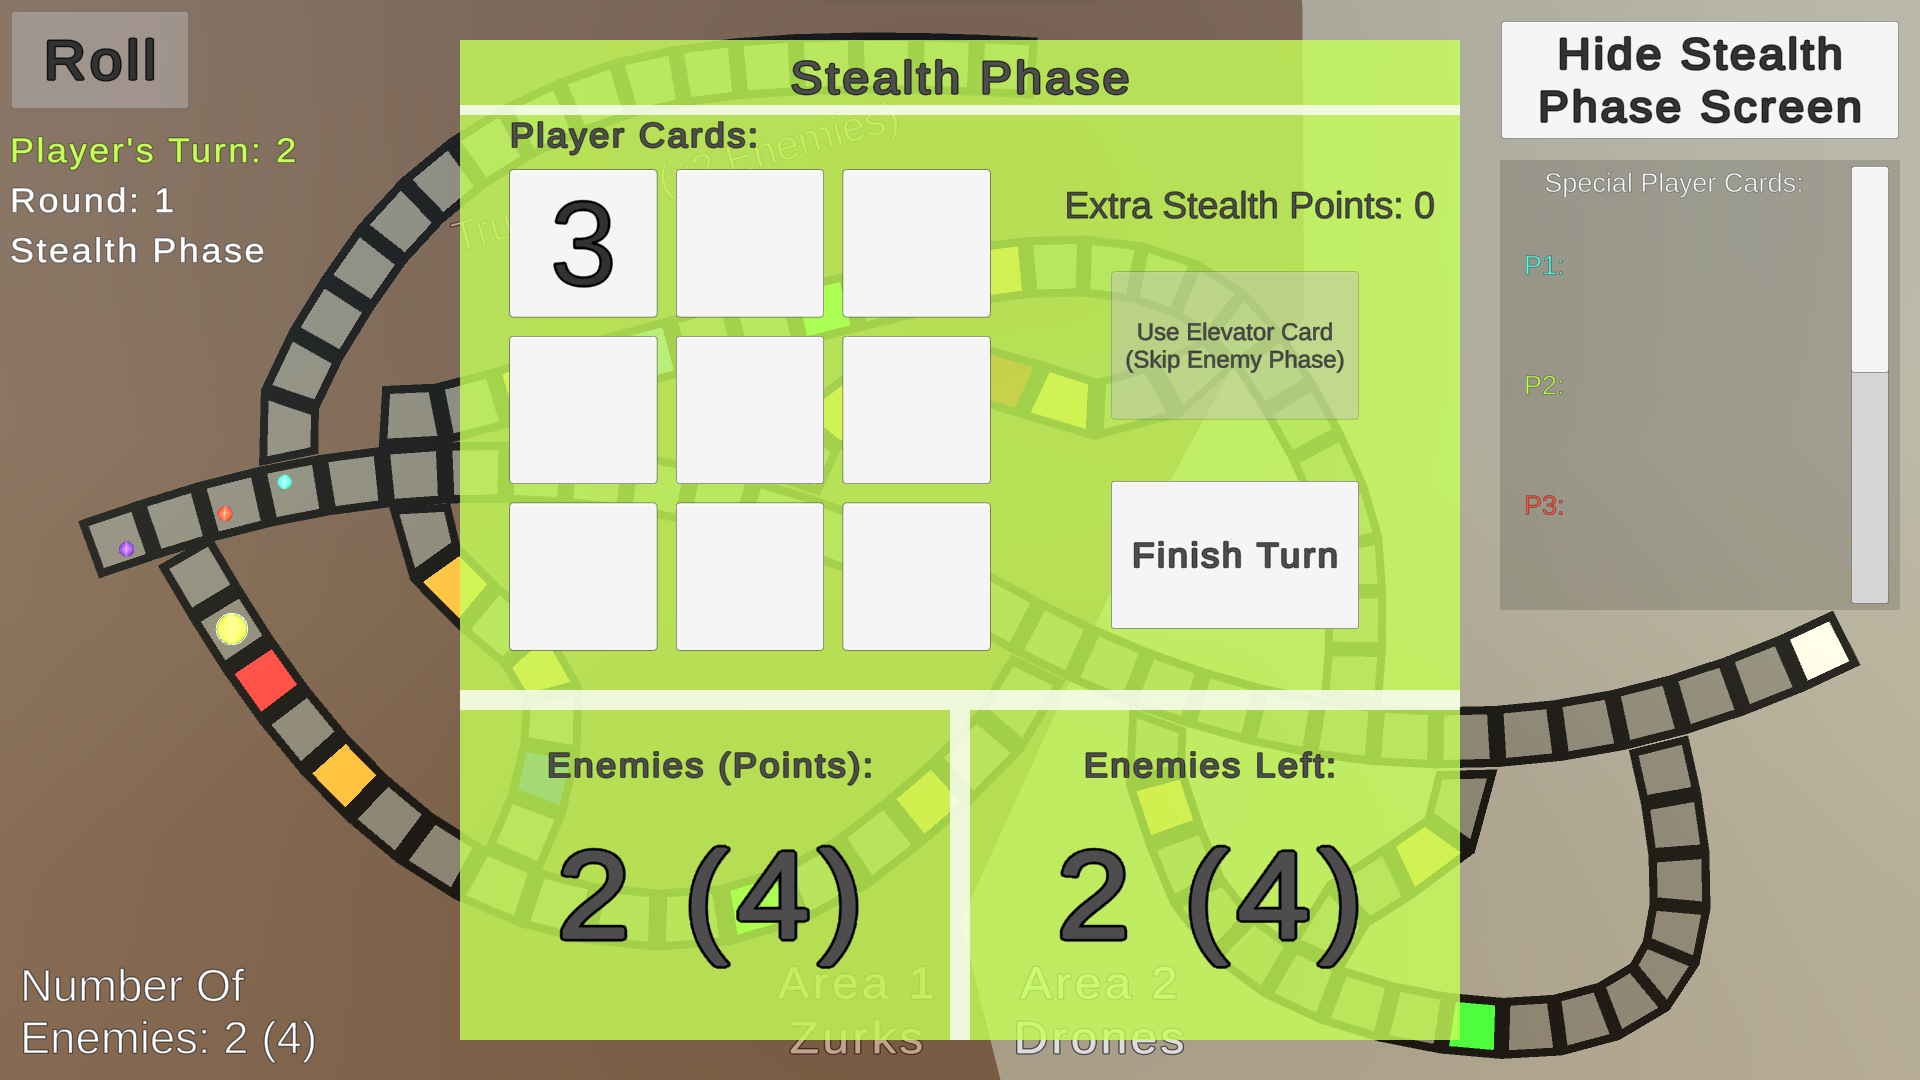 Roll
Player's Turn: 2
Round: 1
Stealth Phase
Stealth Phase
Player Cards:
3
Extra Stealth Points: 0
Use Elevator Card
(Skip Enemy Phase)
Finish Turn
Enemies (Points):
2 (4)
Enemies Left:
2 (4)
Hide Stealth
Phase Screen
Special Player Cards:
P1:
P2:
P3:
Number Of
Enemies: 2 (4)
Area 1
Zurks
Area 2
Drones
Enemies)